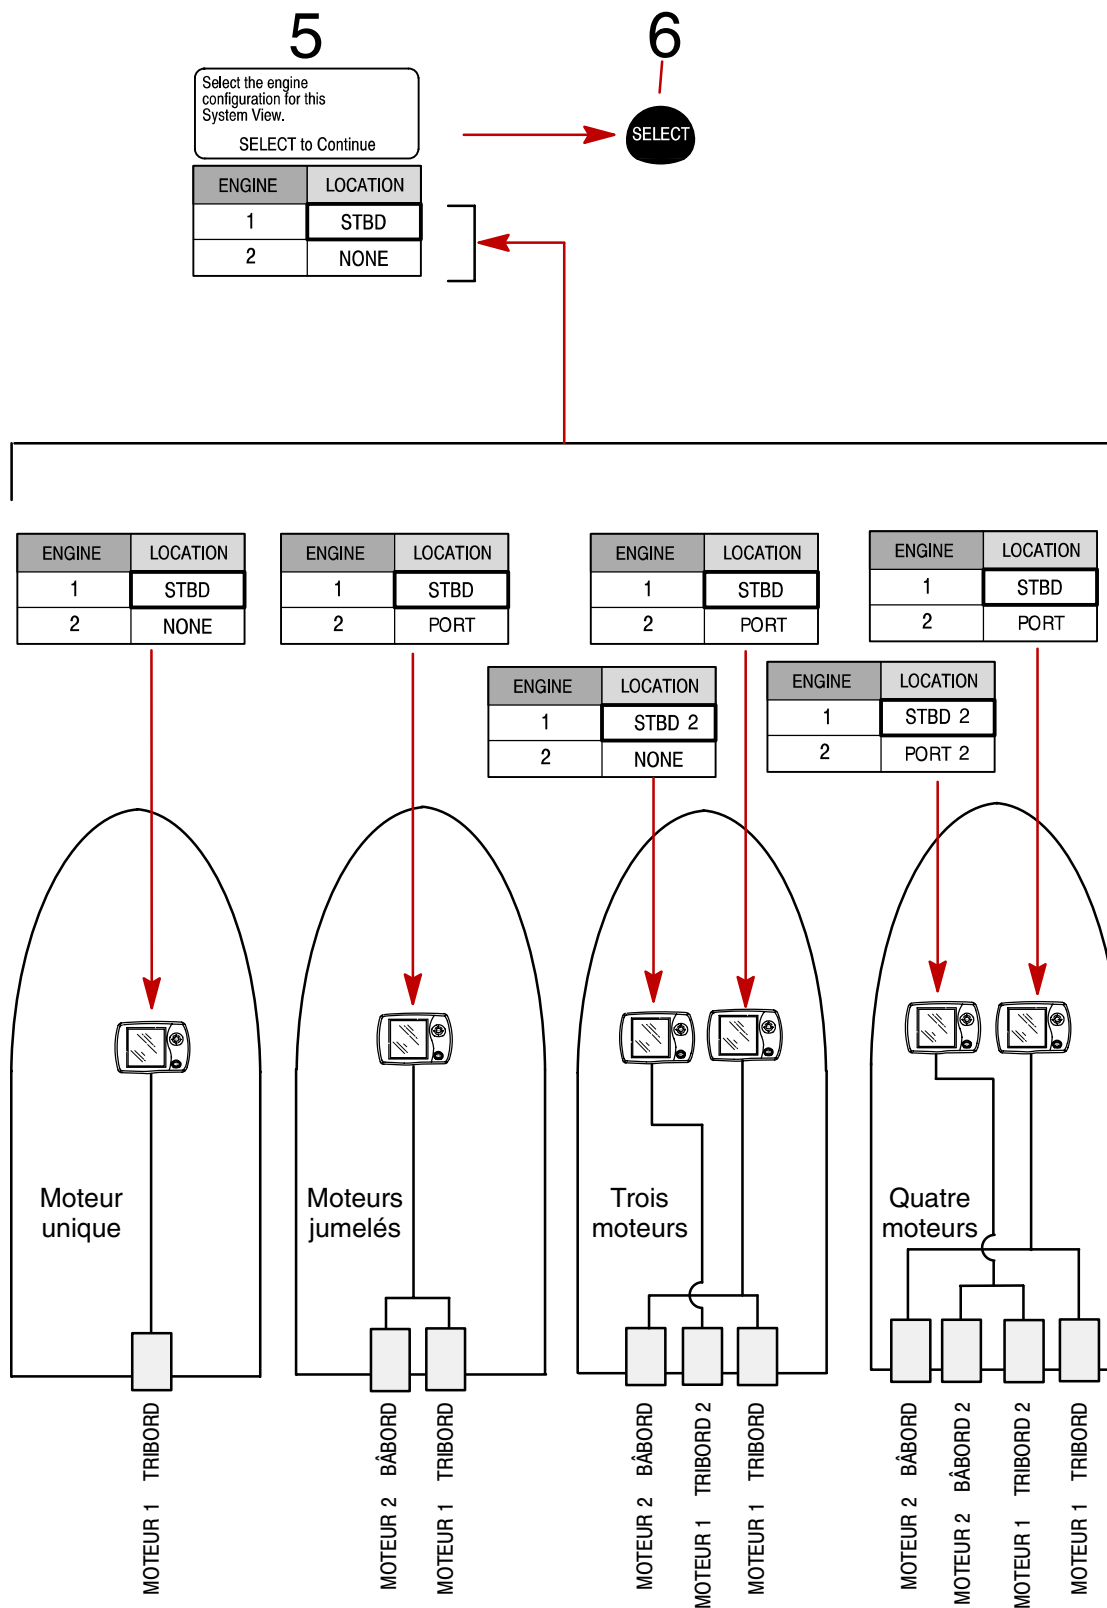 5
6
Select the engine
configuration for this
System View.
SELECT to Continue
SELECT
ENGINE LOCATION
1 STBD
2 NONE
ENGINE LOCATION
1 STBD
2 NONE
ENGINE LOCATION
1 STBD
2 PORT
ENGINE LOCATION
1 STBD
2 PORT
ENGINE LOCATION
1 STBD
2 PORT
ENGINE LOCATION
1 STBD 2
2 NONE
ENGINE LOCATION
1 STBD 2
2 PORT 2
Moteur
unique
Moteurs
jumelés
Trois
moteurs
Quatre
moteurs
MOTEUR 1 TRIBORD
MOTEUR 2 BÂBORD
MOTEUR 1 TRIBORD
MOTEUR 2 BÂBORD
MOTEUR 1 TRIBORD 2
MOTEUR 1 TRIBORD
MOTEUR 2 BÂBORD
MOTEUR 2 BÂBORD 2
MOTEUR 1 TRIBORD 2
MOTEUR 1 TRIBORD